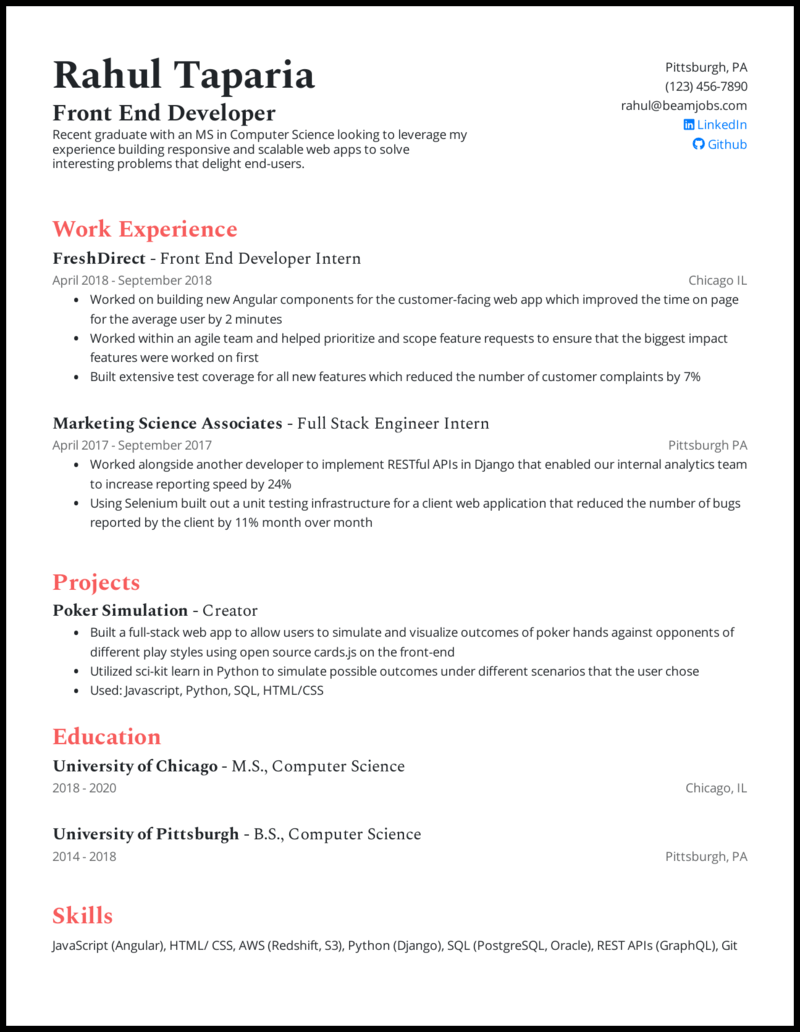 Rahul Taparia
Front End Developer
Recent graduate with an MS in Computer Science looking to leverage my
experience building responsive and scalable web apps to solve
interesting problems that delight end-users.
Pittsburgh, PA
(123) 456-7890
rahul@beamjobs.com
LinkedIn
Github
Work Experience
FreshDirect - Front End Developer Intern
April 2018 - September 2018 Chicago IL
• Worked on building new Angular components for the customer-facing web app which improved the time on page
for the average user by 2 minutes
• Worked within an agile team and helped prioritize and scope feature requests to ensure that the biggest impact
features were worked on first
• Built extensive test coverage for all new features which reduced the number of customer complaints by 7%
Marketing Science Associates - Full Stack Engineer Intern
April 2017 - September 2017 Pittsburgh PA
• Worked alongside another developer to implement RESTful APIs in Django that enabled our internal analytics team
to increase reporting speed by 24%
• Using Selenium built out a unit testing infrastructure for a client web application that reduced the number of bugs
reported by the client by 11% month over month
Projects
Poker Simulation - Creator
• Built a full-stack web app to allow users to simulate and visualize outcomes of poker hands against opponents of
different play styles using open source cards.js on the front-end
• Utilized sci-kit learn in Python to simulate possible outcomes under different scenarios that the user chose
• Used: Javascript, Python, SQL, HTML/CSS
Education
University of Chicago - M.S., Computer Science
2018 - 2020 Chicago, IL
University of Pittsburgh - B.S., Computer Science
2014 - 2018 Pittsburgh, PA
Skills
JavaScript (Angular), HTML/ CSS, AWS (Redshift, S3), Python (Django), SQL (PostgreSQL, Oracle), REST APIs (GraphQL), Git